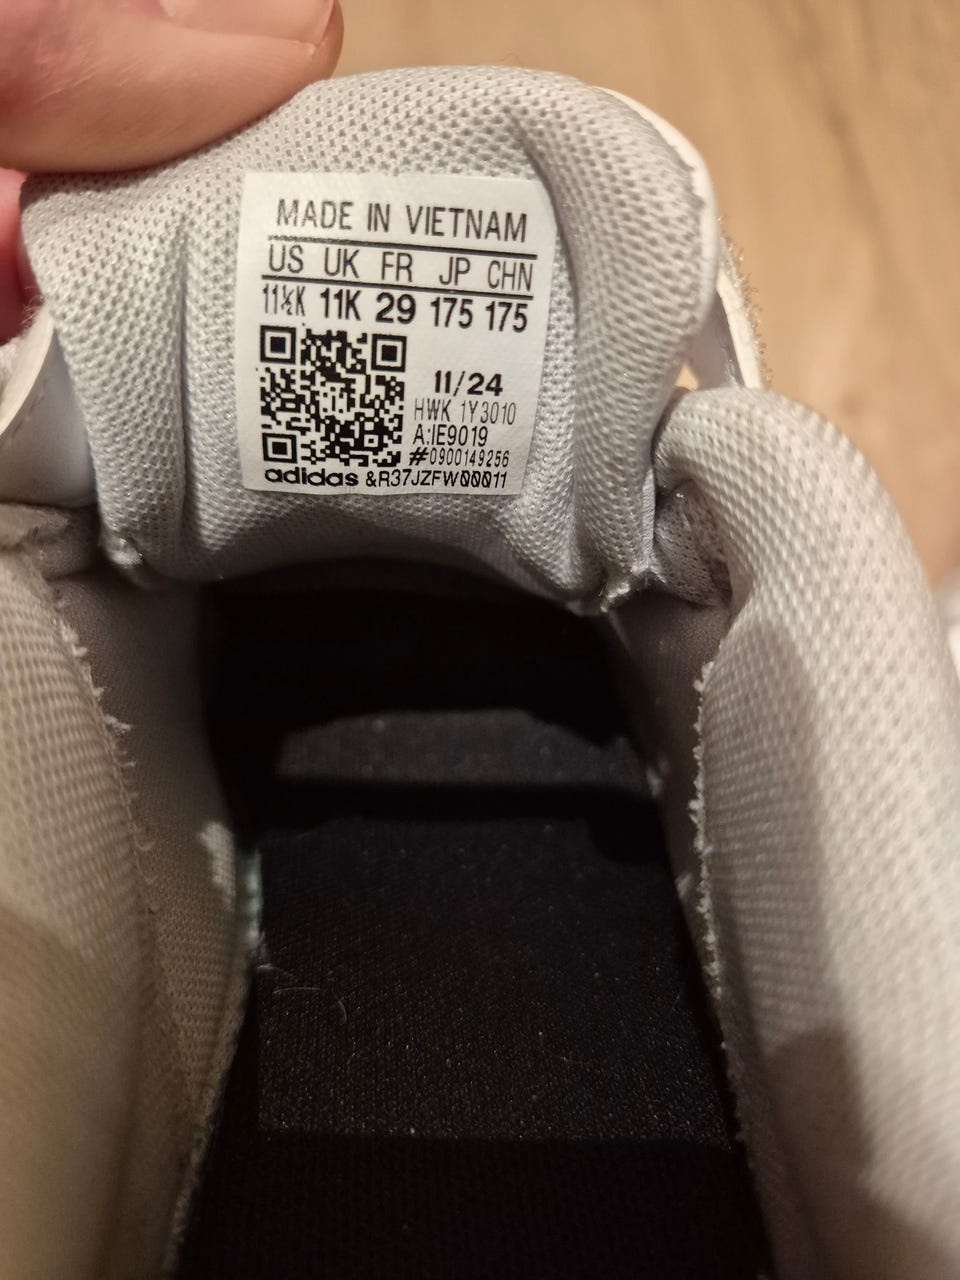 MADE IN VIETNAM
US UK FR JP CHN
11½K 11K 29 175 175
11/24
HWK 1Y3010
A:IE9019
#0900149256
adidas &R37JZFW00011